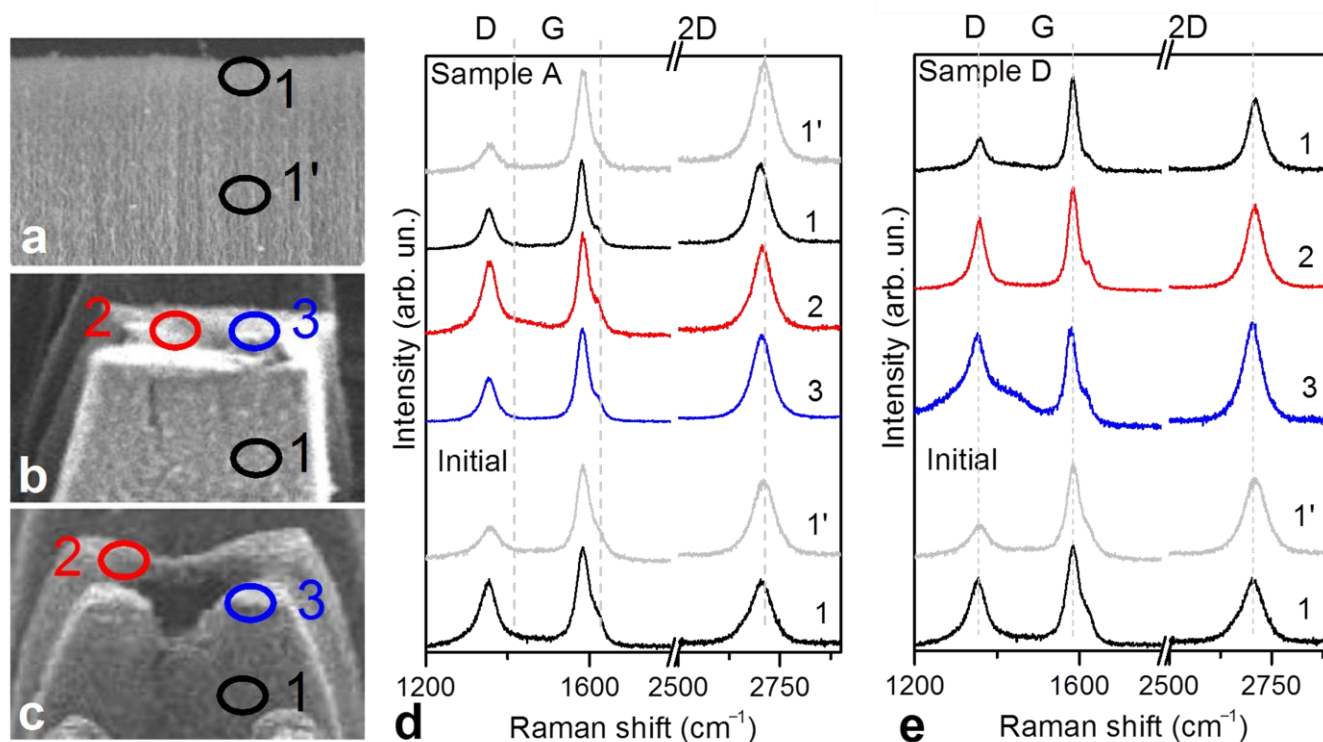 1
1'
a
2
3
1
b
2
3
1
c
D G 2D
Sample A
1'
1
2
3
Initial
1'
1
Intensity (arb. un.)
1200 1600 2500 2750
Raman shift (cm⁻¹)
d
D G 2D
Sample D
1
2
3
Initial
1'
1
Intensity (arb. un.)
1200 1600 2500 2750
Raman shift (cm⁻¹)
e